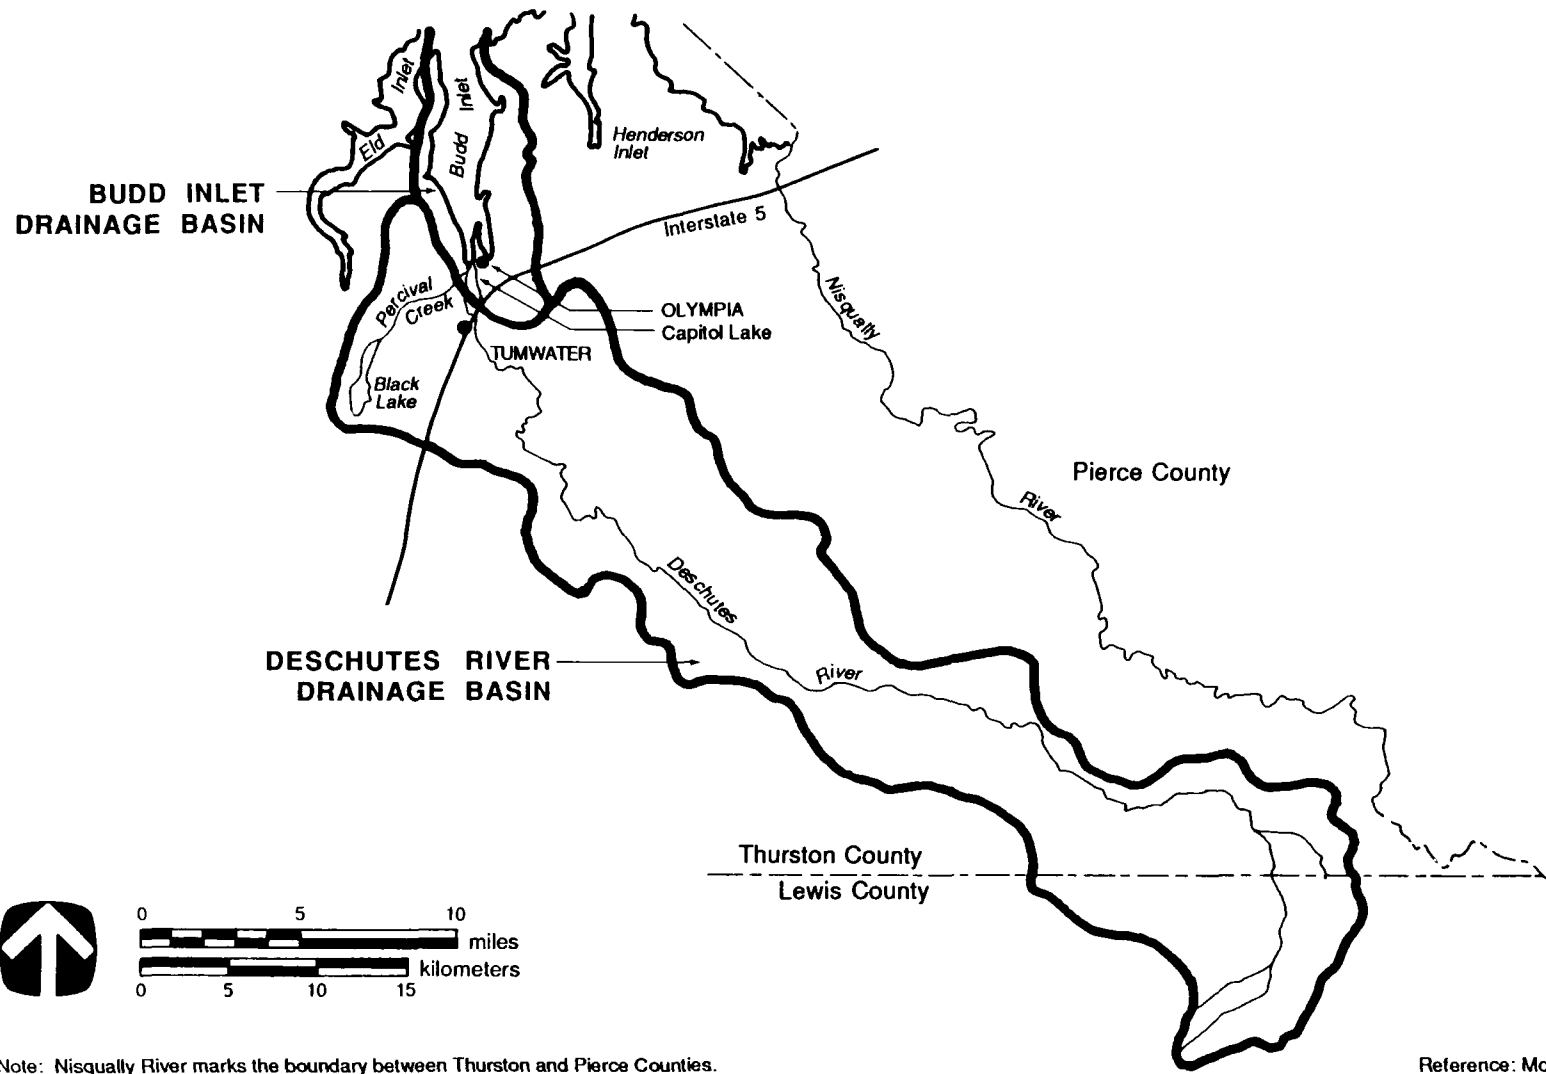 Inlet
Eld
Budd Inlet
Henderson
Inlet
BUDD INLET
DRAINAGE BASIN
Interstate 5
Percival
Creek
Nisqually
OLYMPIA
Capitol Lake
TUMWATER
Black
Lake
Pierce County
River
Deschutes
DESCHUTES RIVER
DRAINAGE BASIN
River
Thurston County
Lewis County
0 5 10
miles
kilometers
0 5 10 15
Note: Nisqually River marks the boundary between Thurston and Pierce Counties.
Reference: Mo